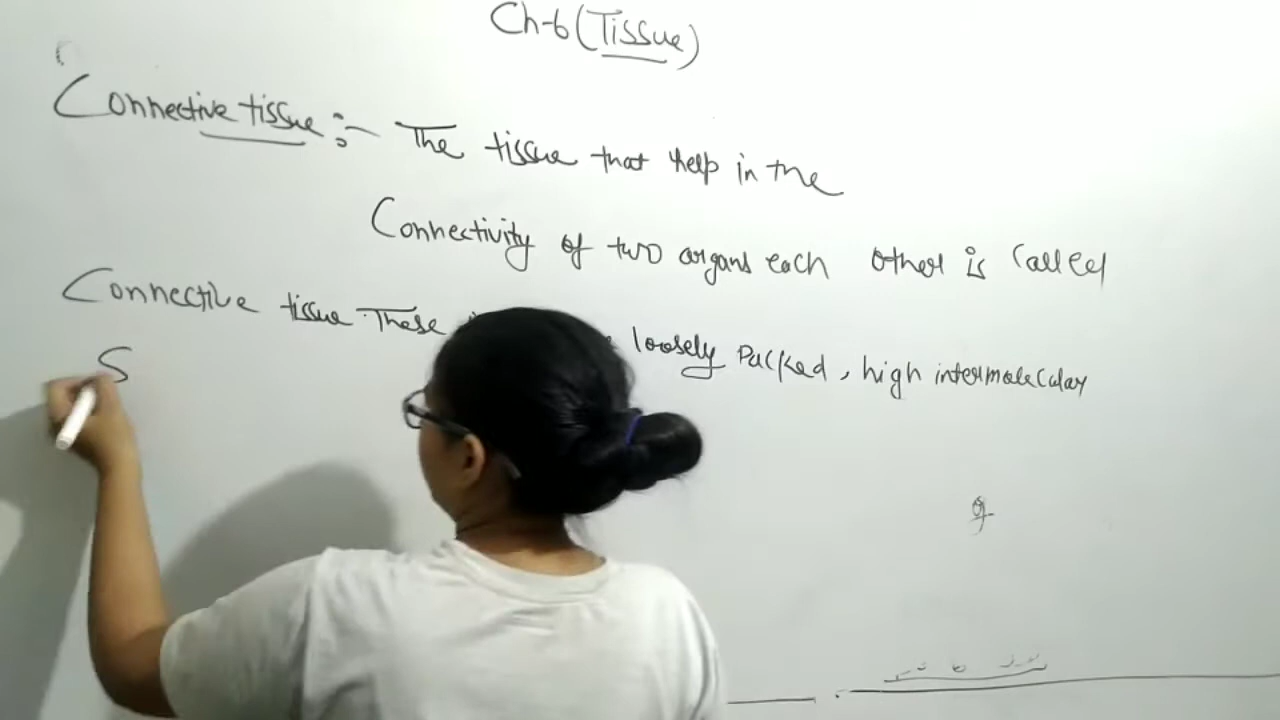 Ch-6 (Tissue)
Connective tissue :- The tissue that help in the
Connectivity of two organs each other is called
Connective tissue. These loosely Packed, high intermolecular
S